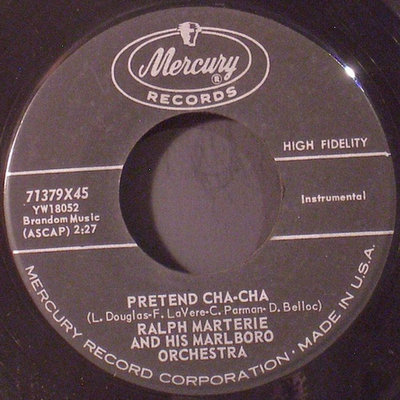 Mercury
®
RECORDS
HIGH FIDELITY
71379X45
YW18052
Brandom Music
(ASCAP) 2:27
Instrumental
PRETEND CHA-CHA
(L. Douglas-F. LaVere-C. Parman-D. Belloc)
RALPH MARTERIE
AND HIS MARLBORO
ORCHESTRA
MERCURY RECORD CORPORATION • MADE IN U.S.A.